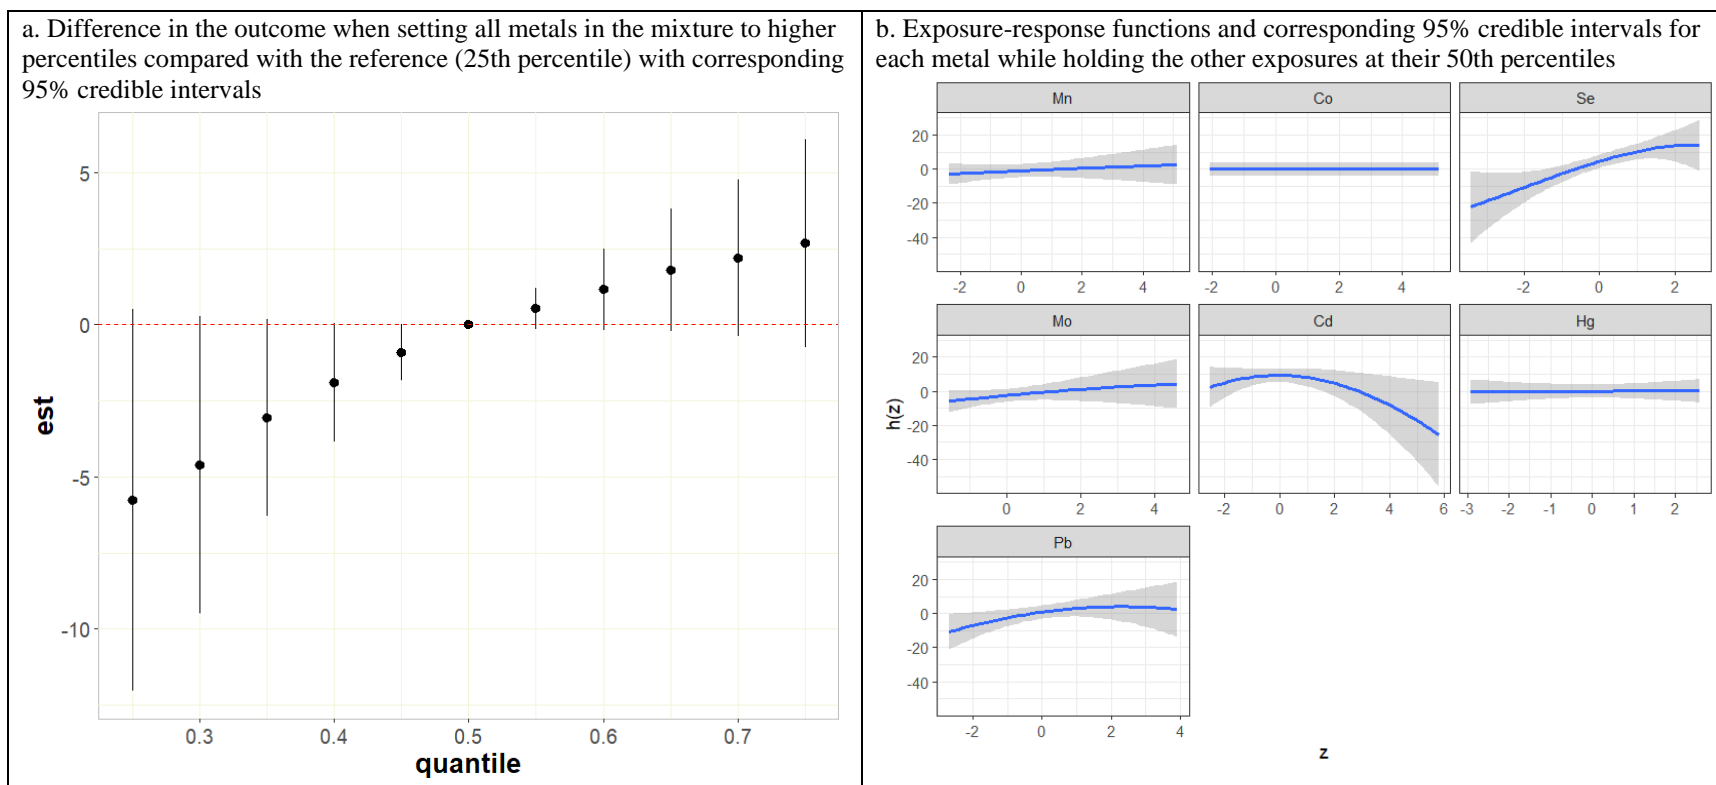 a. Difference in the outcome when setting all metals in the mixture to higher
percentiles compared with the reference (25th percentile) with corresponding
95% credible intervals
5
0
-5
-10
est
0.3 0.4 0.5 0.6 0.7
quantile
b. Exposure-response functions and corresponding 95% credible intervals for
each metal while holding the other exposures at their 50th percentiles
Mn Co Se
20
0
-20
-40
-2 0 2 4 -2 0 2 4 -2 0 2
Mo Cd Hg
20
0
-20
-40
h(z)
0 2 4 -2 0 2 4 6 -3 -2 -1 0 1 2
Pb
20
0
-20
-40
-2 0 2 4
z